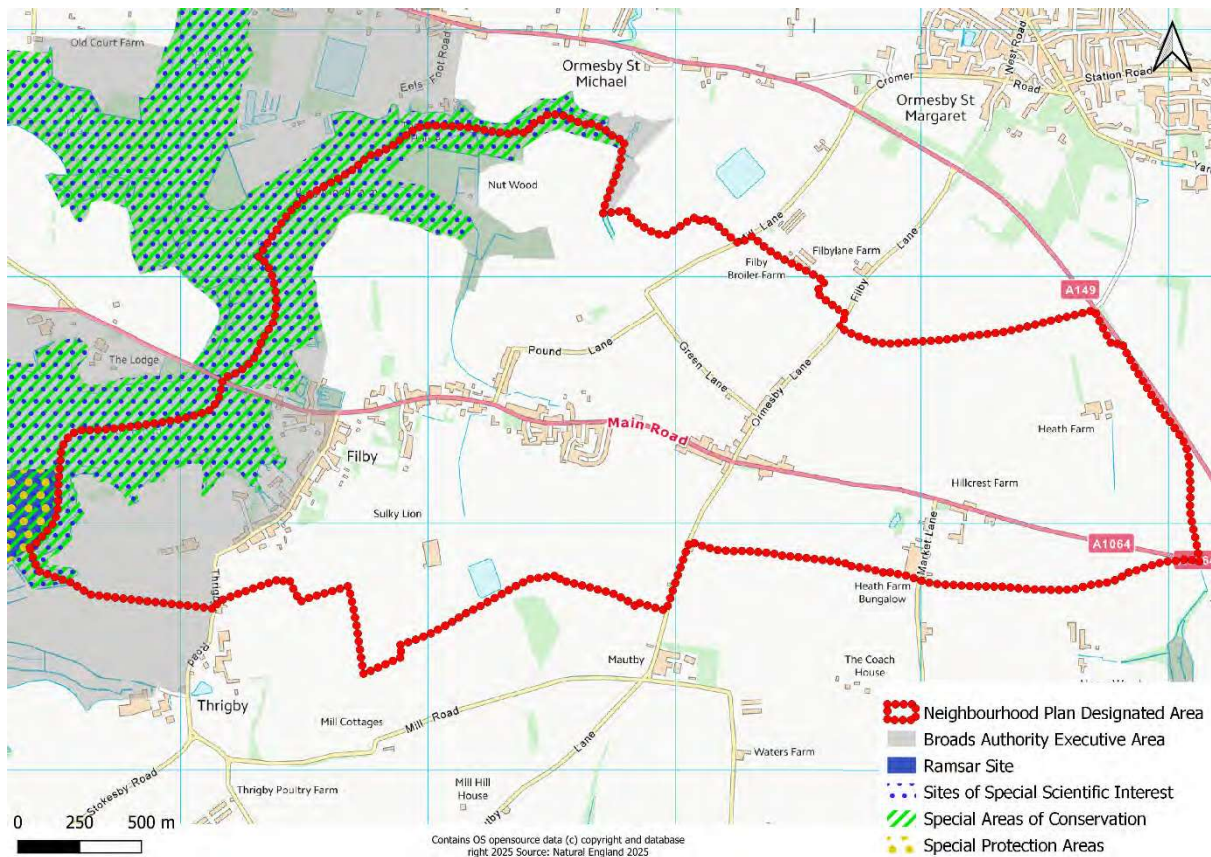 Old Court Farm
Eels Foot Road
Ormesby St
Michael
Nest Road
Station Road
Cromer
Road
Ormesby St
Margaret
Nut Wood
Lane
Filby
Broiler Farm
Filbylane Farm
Filby Lane
A149
The Lodge
Pound Lane
Green Lane
Ormesby Lane
Main Road
Heath Farm
Filby
Sulky Lion
Hillcrest Farm
Market Lane
A1064
Heath Farm
Bungalow
Road
Thrigby
Mautby
The Coach
House
Mill Cottages
Mill Road
Lane
Waters Farm
Stokesby Road
Thrigby Poultry Farm
Mill Hill
House
Neighbourhood Plan Designated Area
Broads Authority Executive Area
Ramsar Site
Sites of Special Scientific Interest
Special Areas of Conservation
Special Protection Areas
0 250 500 m
Contains OS opensource data (c) copyright and database
right 2025 Source: Natural England 2025